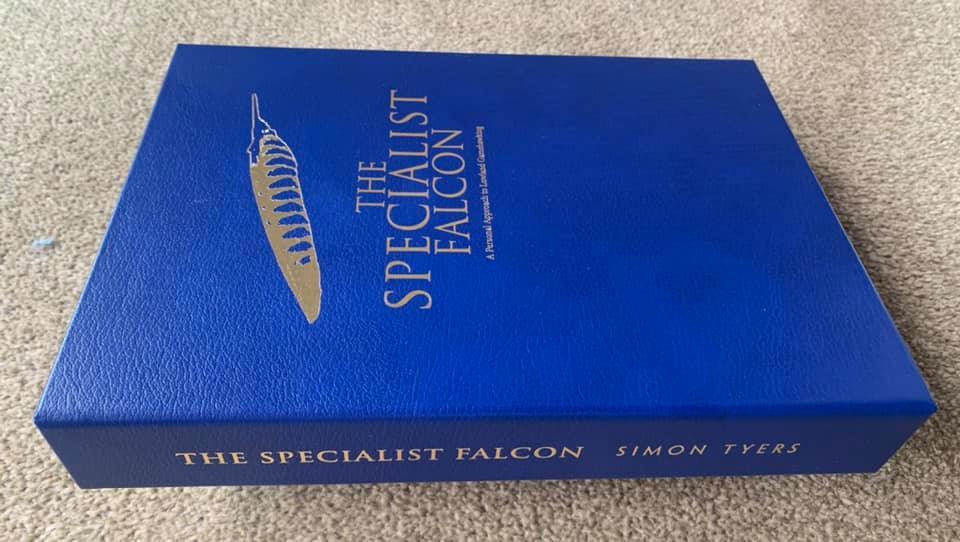 THE
SPECIALIST
FALCON
A Personal Approach to Lowland Gamehawking
THE SPECIALIST FALCON SIMON TYERS